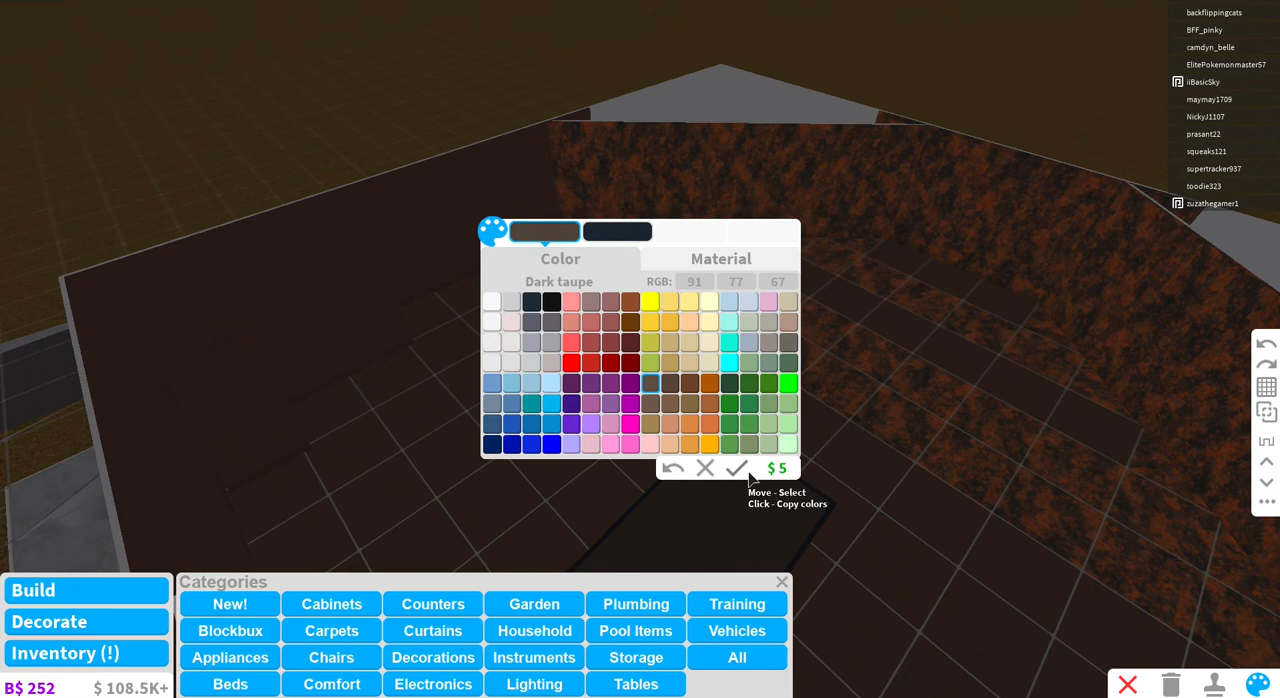 backflippingcats
BFF_pinky
camdyn_belle
ElitePokemonmaster57
iiBasicSky
maymay1709
NickyJ1107
prasant22
squeaks121
supertracker937
toodie323
zuzathegamer1
Color Material
Dark taupe RGB: 91 77 67
$ 5
Move - Select
Click - Copy colors
Build
Decorate
Inventory (!)
B$ 252 $ 108.5K+
Categories
New! Cabinets Counters Garden Plumbing Training
Blockbux Carpets Curtains Household Pool Items Vehicles
Appliances Chairs Decorations Instruments Storage All
Beds Comfort Electronics Lighting Tables